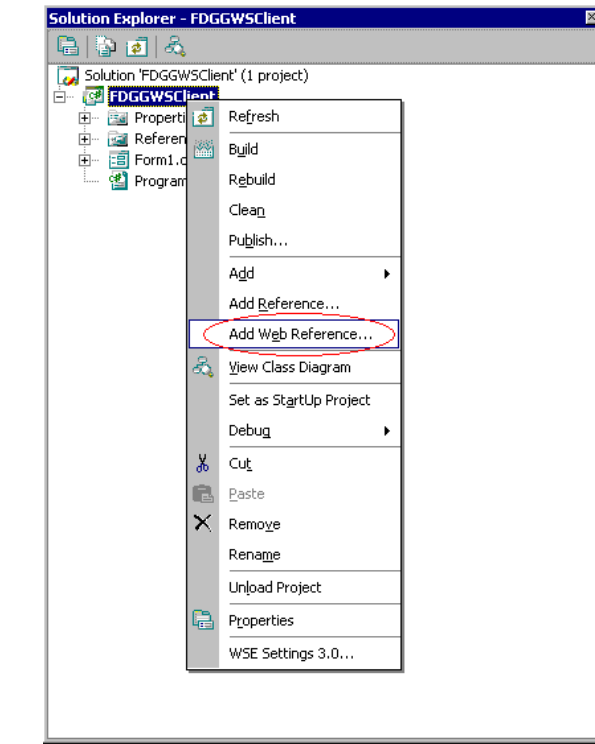 Solution Explorer - FDGGWSClient
Solution 'FDGGWSClient' (1 project)
FDGGWSClient
Properti
Referen
Form1.c
Program
Refresh
Build
Rebuild
Clean
Publish...
Add
Add Reference...
Add Web Reference...
View Class Diagram
Set as StartUp Project
Debug
Cut
Paste
Remove
Rename
Unload Project
Properties
WSE Settings 3.0...